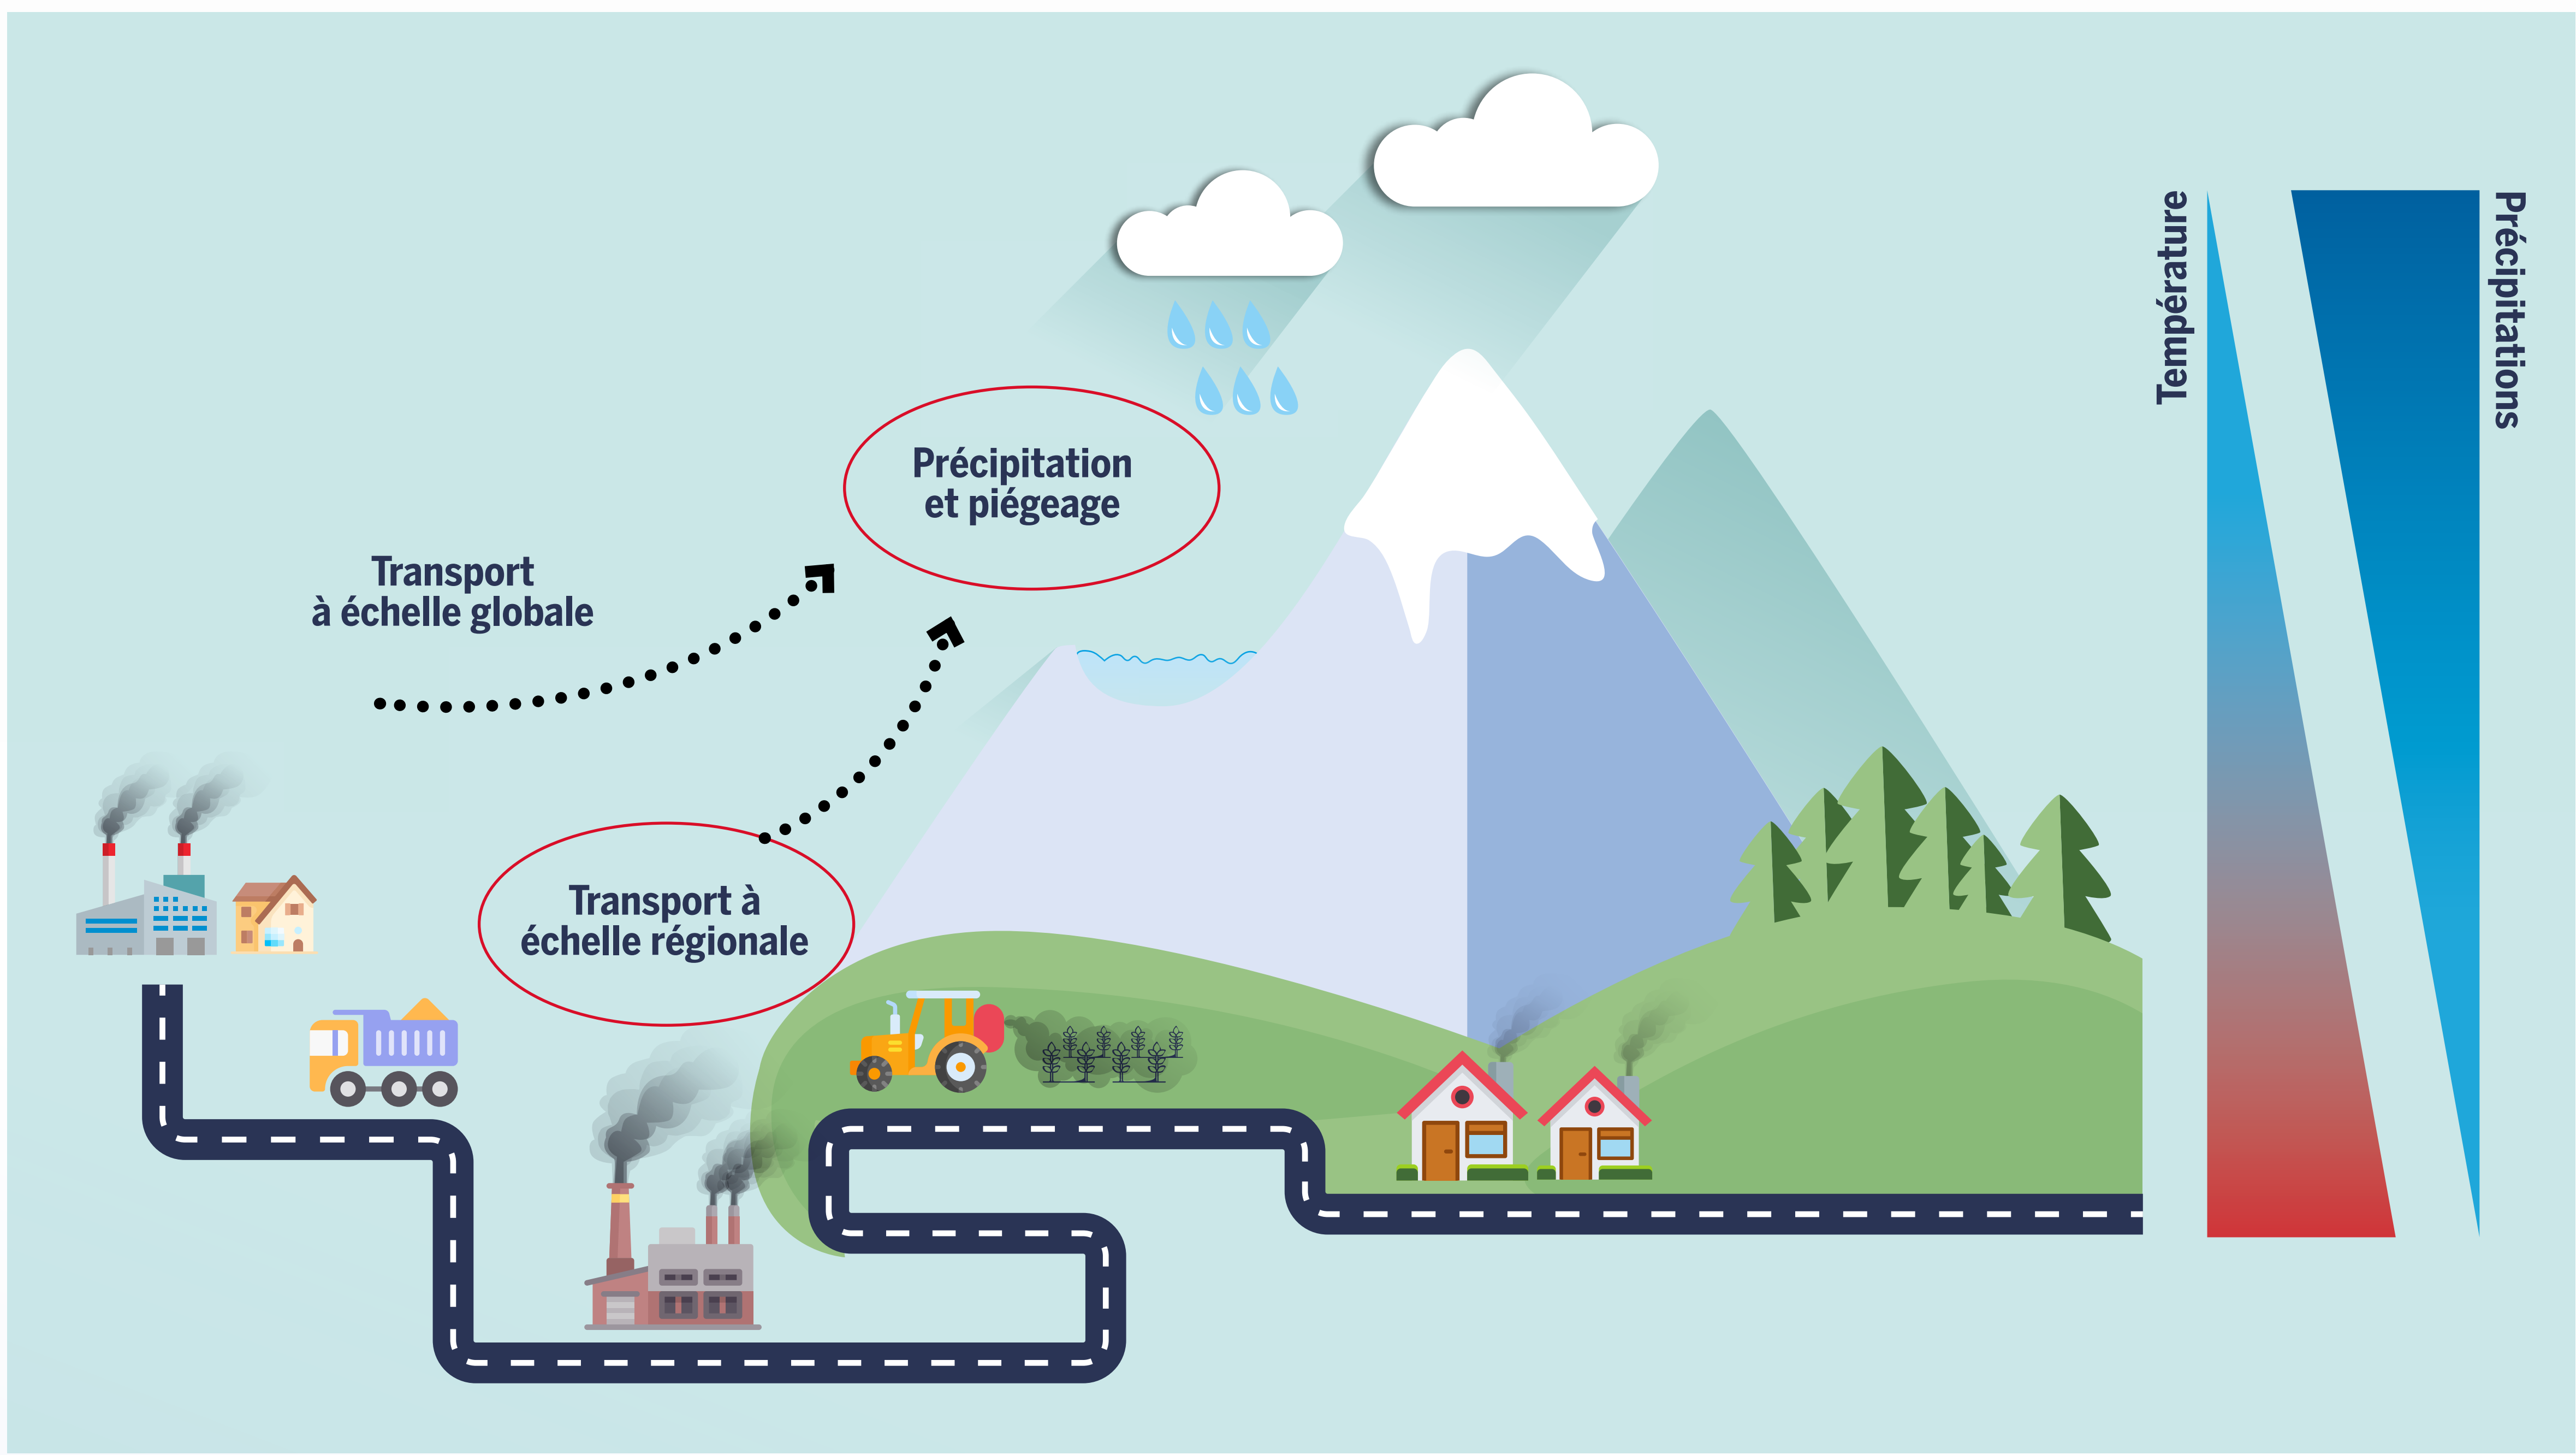 Précipitation
et piégeage
Transport
à échelle globale
Transport à
échelle régionale
Température
Précipitations